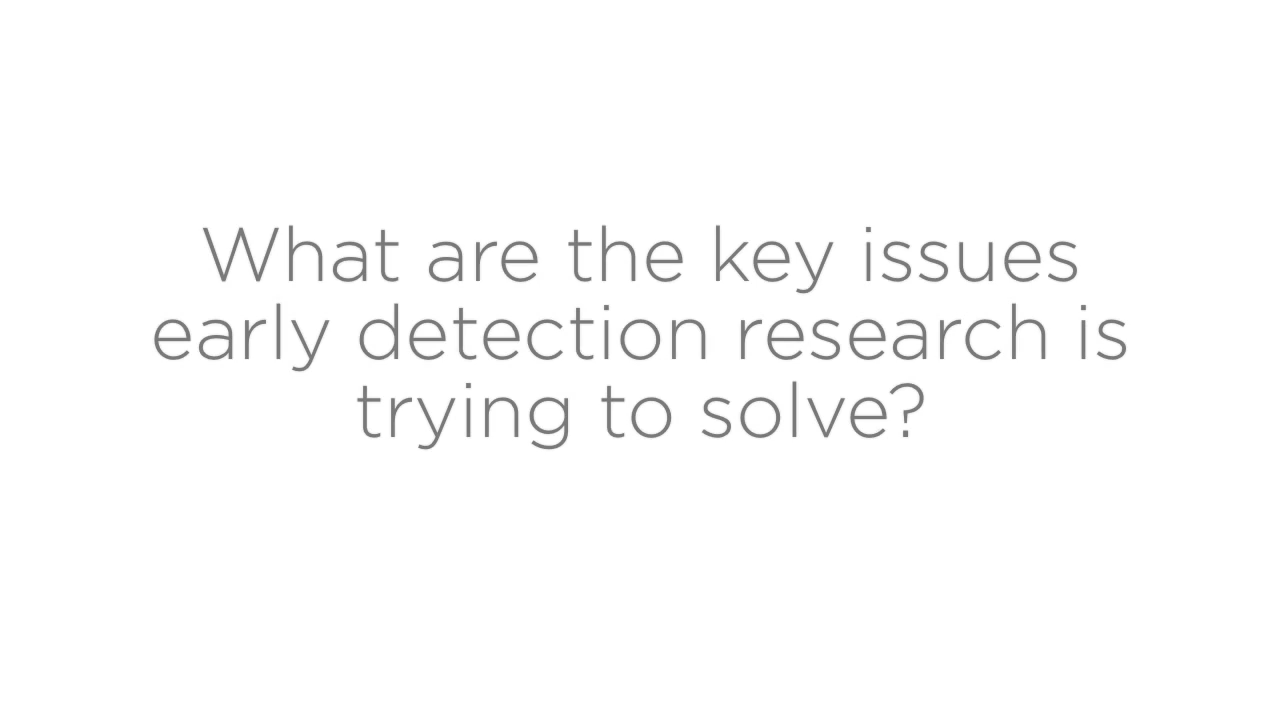 What are the key issues
early detection research is
trying to solve?